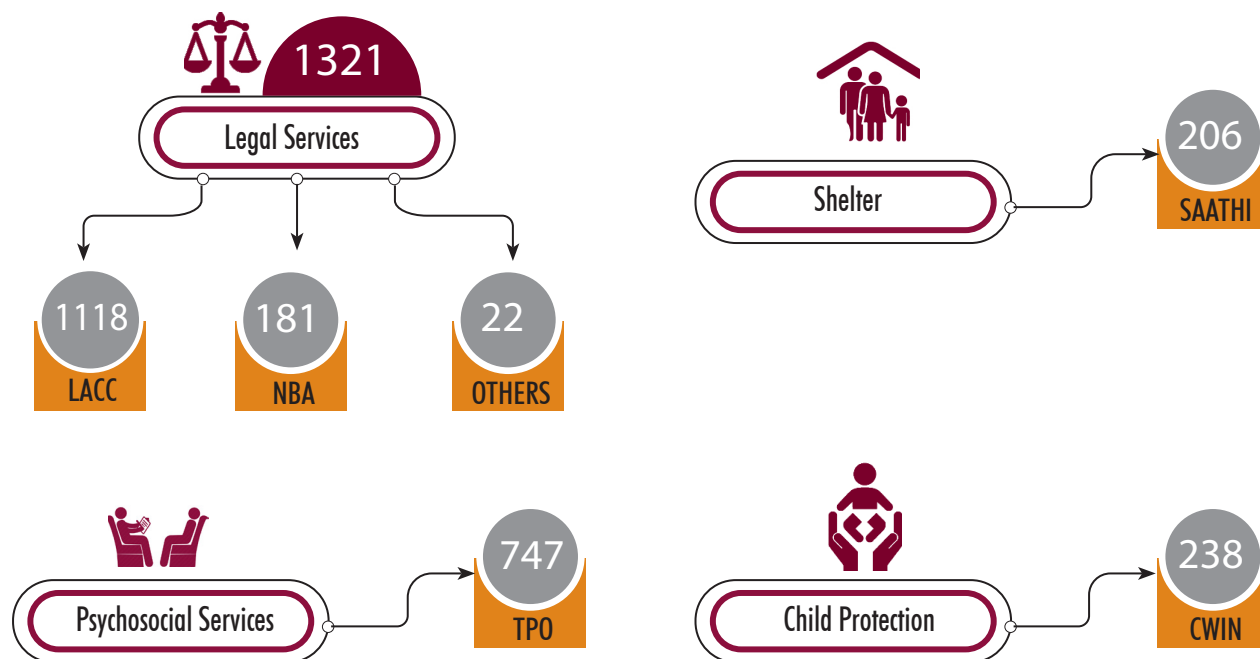 1321
Legal Services
1118
LACC
181
NBA
22
OTHERS
Shelter
206
SAATHI
Psychosocial Services
747
TPO
Child Protection
238
CWIN